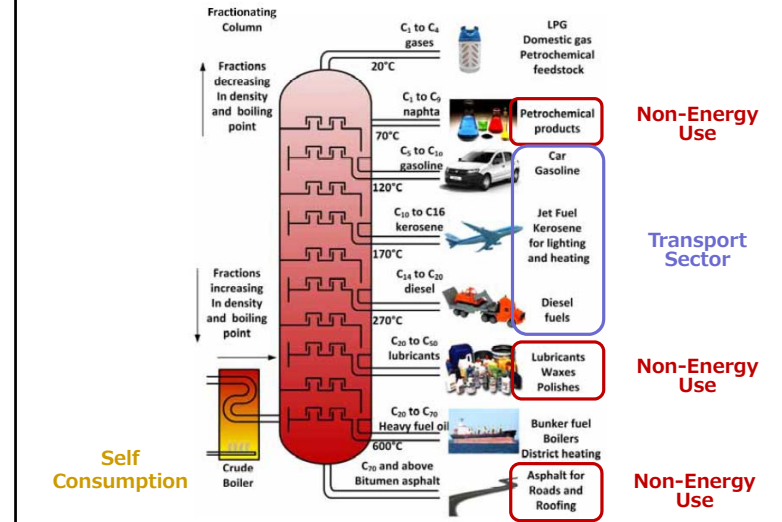 Fractionating
Column
Fractions
decreasing
In density
and boiling
point
Fractions
increasing
In density
and boiling
point
Crude
Boiler
Self
Consumption
C₁ to C₄
gases
20°C
LPG
Domestic gas
Petrochemical
feedstock
C₁ to C₉
naphta
70°C
Petrochemical
products
Non-Energy
Use
C₅ to C₁₀
gasoline
120°C
Car
Gasoline
C₁₀ to C16
kerosene
170°C
Jet Fuel
Kerosene
for lighting
and heating
Transport
Sector
C₁₄ to C₂₀
diesel
270°C
Diesel
fuels
C₂₀ to C₅₀
lubricants
Lubricants
Waxes
Polishes
Non-Energy
Use
C₂₀ to C₇₀
Heavy fuel oil
600°C
Bunker fuel
Boilers
District heating
C₇₀ and above
Bitumen asphalt
Asphalt for
Roads and
Roofing
Non-Energy
Use